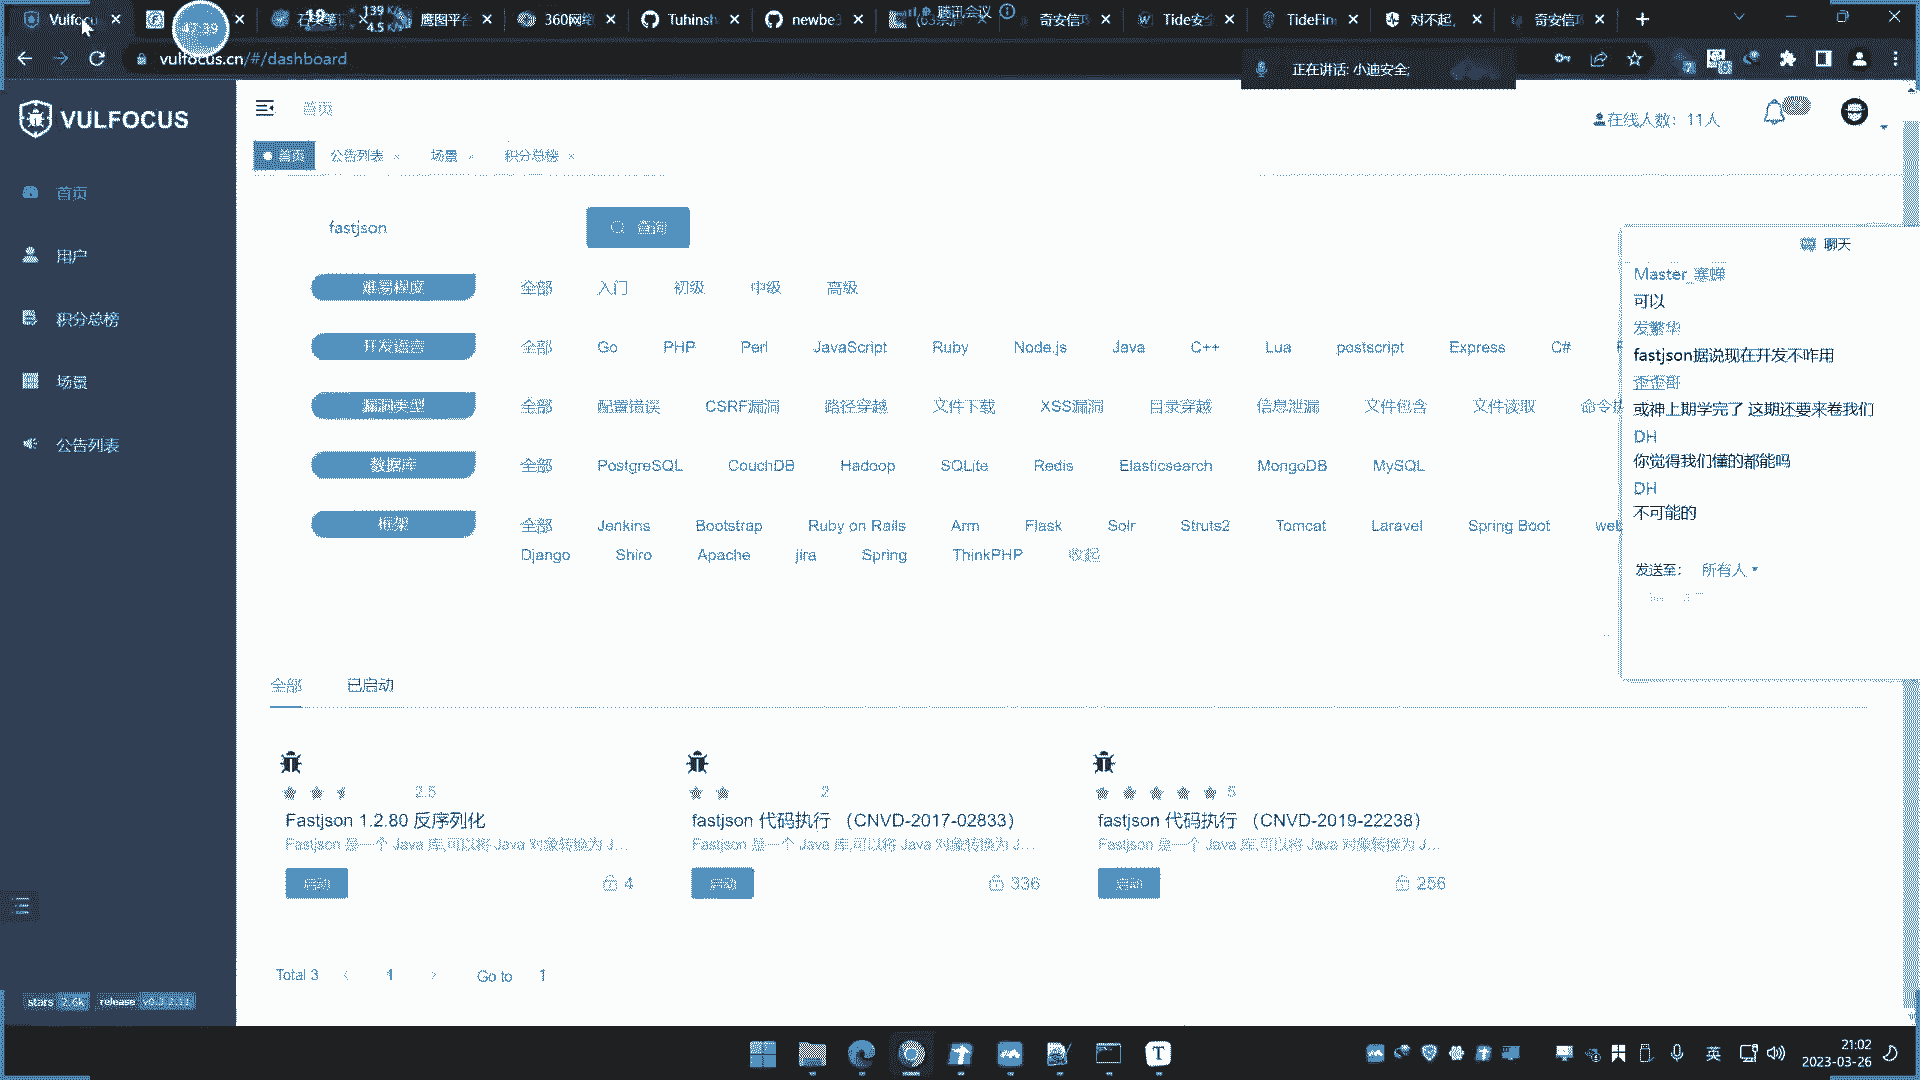 Vulfocu
47:39
19
139 K/s
4.5 K/s
鹰图平台
360网络
Tuhinsh
newbe3
腾讯会议
奇安信
Tide安全
TideFin
对不起,
奇安信
vulfocus.cn/#/dashboard
正在讲话: 小迪安全;
VULFOCUS
首页
在线人数: 11人
首页
公告列表
场景
积分总榜
首页
用户
积分总榜
场景
公告列表
fastjson
查询
难易程度
全部 入门 初级 中级 高级
开发语言
全部 Go PHP Perl JavaScript Ruby Node.js Java C++ Lua postscript Express C#
漏洞类型
全部 配置错误 CSRF漏洞 路径穿越 文件下载 XSS漏洞 目录穿越 信息泄漏 文件包含 文件读取
数据库
全部 PostgreSQL CouchDB Hadoop SQLite Redis Elasticsearch MongoDB MySQL
框架
全部 Jenkins Bootstrap Ruby on Rails Arm Flask Solr Struts2 Tomcat Laravel Spring Boot
Django Shiro Apache jira Spring ThinkPHP 收起
聊天
Master_寒蝉
可以
发繁华
fastjson据说现在开发不咋用
歪歪哥
或神上期学完了 这期还要来卷我们
DH
你觉得我们懂的都能吗
DH
不可能的
发送至: 所有人
全部 已启动
2.5
Fastjson 1.2.80 反序列化
Fastjson 是一个 Java 库,可以将 Java 对象转换为 J...
启动
4
2
fastjson 代码执行 （CNVD-2017-02833）
Fastjson 是一个 Java 库,可以将 Java 对象转换为 J...
启动
336
5
fastjson 代码执行 （CNVD-2019-22238）
Fastjson 是一个 Java 库,可以将 Java 对象转换为 J...
启动
256
Total 3
1
Go to 1
stars 2.6k
release v0.3.2.11
英
21:02
2023-03-26